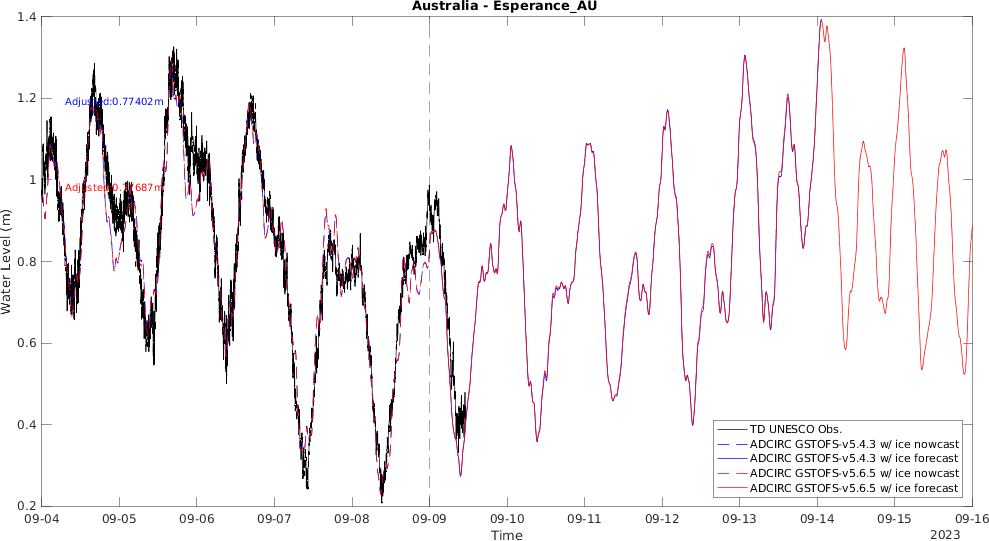 Australia - Esperance_AU
Water Level (m)
1.4
1.2
1
0.8
0.6
0.4
0.2
Adjusted:0.77402m
TD UNESCO Obs.
ADCIRC GSTOFS-v5.4.3 w/ ice nowcast
ADCIRC GSTOFS-v5.4.3 w/ ice forecast
ADCIRC GSTOFS-v5.6.5 w/ ice nowcast
ADCIRC GSTOFS-v5.6.5 w/ ice forecast
09-04 09-05 09-06 09-07 09-08 09-09 09-10 09-11 09-12 09-13 09-14 09-15 09-16
Time
2023